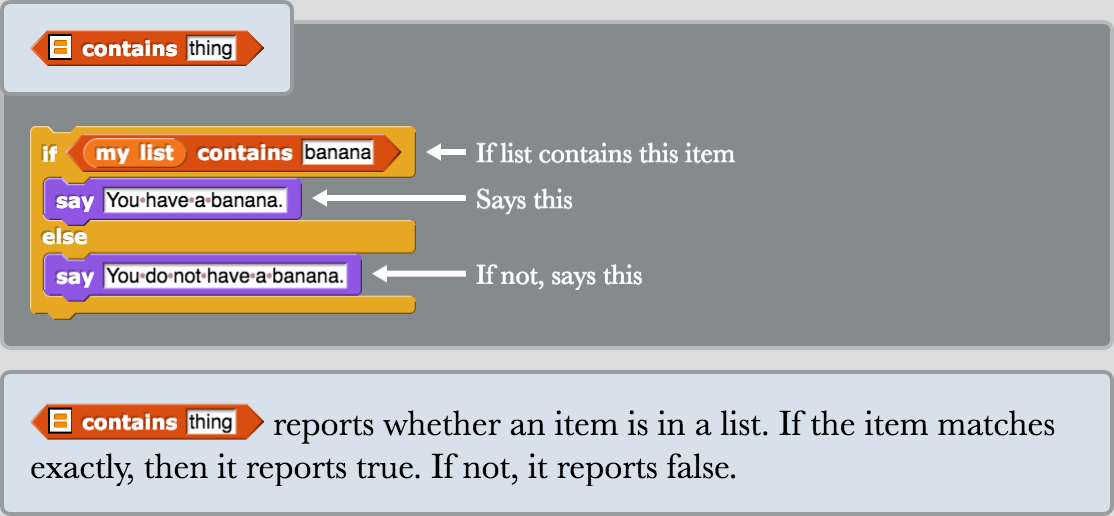 contains thing
if my list contains banana
If list contains this item
say You have a banana.
Says this
else
say You do not have a banana.
If not, says this
contains thing reports whether an item is in a list. If the item matches
exactly, then it reports true. If not, it reports false.